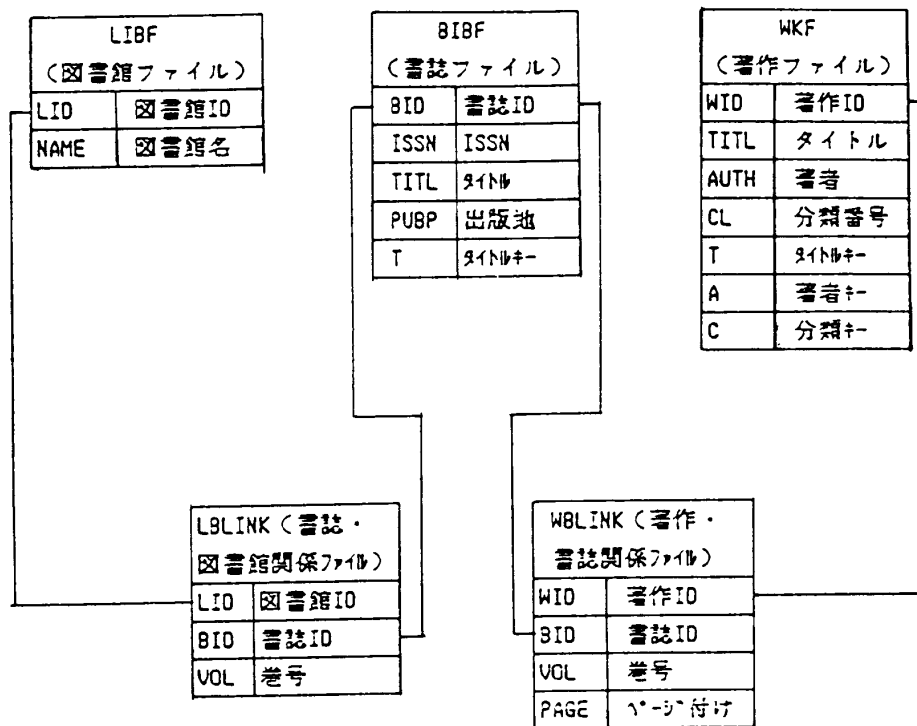 LIBF
(図書館ファイル)
LID 図書館ID
NAME 図書館名
BIBF
(書誌ファイル)
BID 書誌ID
ISSN ISSN
TITL タイトル
PUBP 出版地
T タイトルキー
WKF
(著作ファイル)
WID 著作ID
TITL タイトル
AUTH 著者
CL 分類番号
T タイトルキー
A 著者キー
C 分類キー
LBLINK(書誌・
図書館関係ファイル)
LID 図書館ID
BID 書誌ID
VOL 巻号
WBLINK(著作・
書誌関係ファイル)
WID 著作ID
BID 書誌ID
VOL 巻号
PAGE ページ付け